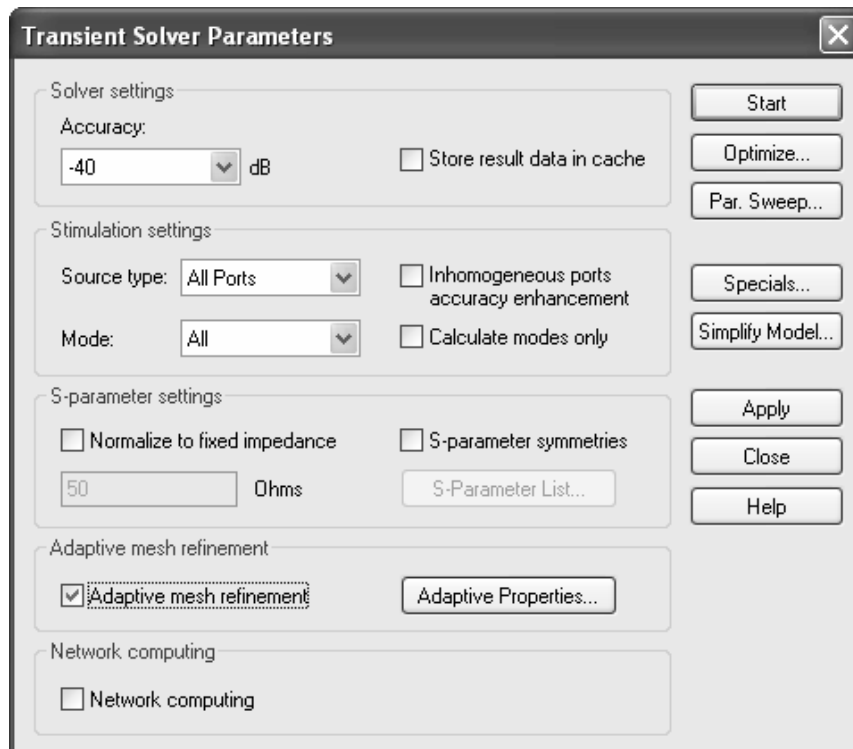 Transient Solver Parameters
Solver settings
Accuracy:
-40 dB
Store result data in cache
Stimulation settings
Source type: All Ports
Inhomogeneous ports
accuracy enhancement
Mode: All
Calculate modes only
S-parameter settings
Normalize to fixed impedance
S-parameter symmetries
50 Ohms
S-Parameter List...
Adaptive mesh refinement
Adaptive mesh refinement
Adaptive Properties...
Network computing
Network computing
Start
Optimize...
Par. Sweep...
Specials...
Simplify Model...
Apply
Close
Help